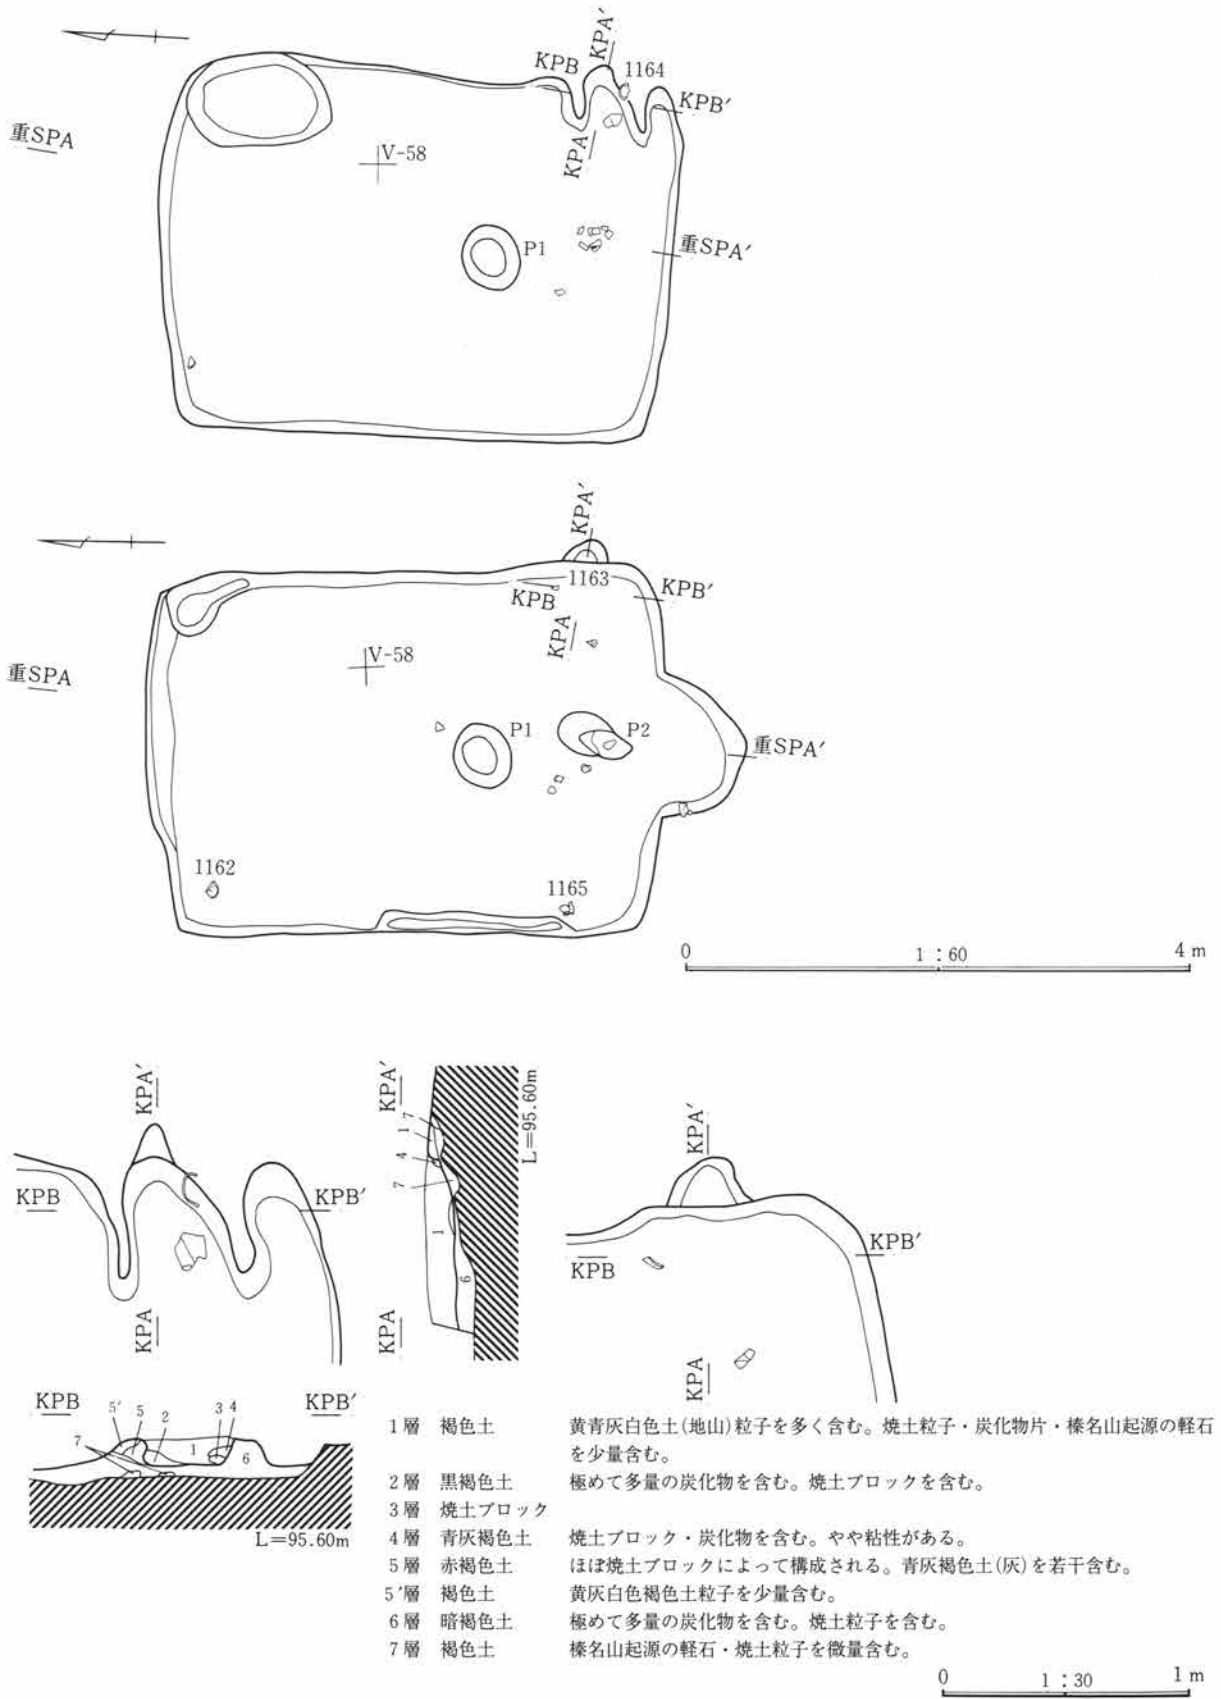 KPA′
KPB
1164
KPB′
重SPA
KPA
V-58
P1
重SPA′
KPA′
1163
KPB′
KPB
KPA
V-58
重SPA
P1
P2
重SPA′
1162
1165
0 1：60 4 m
KPA′
KPB
KPB′
KPA
KPA′
7
1
4
7
1
6
KPA
L=95.60m
KPA′
KPB
KPB′
KPA
KPB
KPB′
5′
5
2
3
4
7
1
6
L=95.60m
1層 褐色土 黄青灰白色土(地山)粒子を多く含む。焼土粒子・炭化物片・榛名山起源の軽石
を少量含む。
2層 黒褐色土 極めて多量の炭化物を含む。焼土ブロックを含む。
3層 焼土ブロック
4層 青灰褐色土 焼土ブロック・炭化物を含む。やや粘性がある。
5層 赤褐色土 ほぼ焼土ブロックによって構成される。青灰褐色土(灰)を若干含む。
5′層 褐色土 黄灰白色褐色土粒子を少量含む。
6層 暗褐色土 極めて多量の炭化物を含む。焼土粒子を含む。
7層 褐色土 榛名山起源の軽石・焼土粒子を微量含む。
0 1：30 1 m